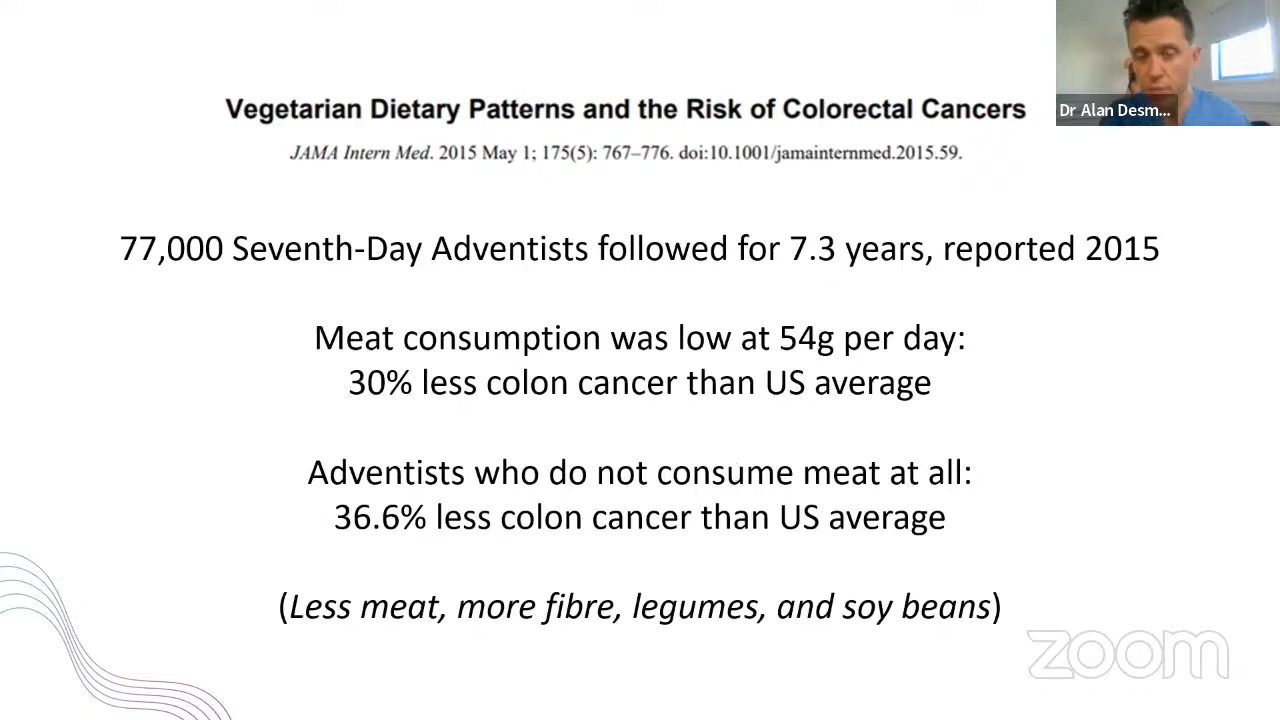 Vegetarian Dietary Patterns and the Risk of Colorectal Cancers
Dr Alan Desm...
JAMA Intern Med. 2015 May 1; 175(5): 767–776. doi:10.1001/jamainternmed.2015.59.
77,000 Seventh-Day Adventists followed for 7.3 years, reported 2015
Meat consumption was low at 54g per day:
30% less colon cancer than US average
Adventists who do not consume meat at all:
36.6% less colon cancer than US average
(Less meat, more fibre, legumes, and soy beans)
zoom